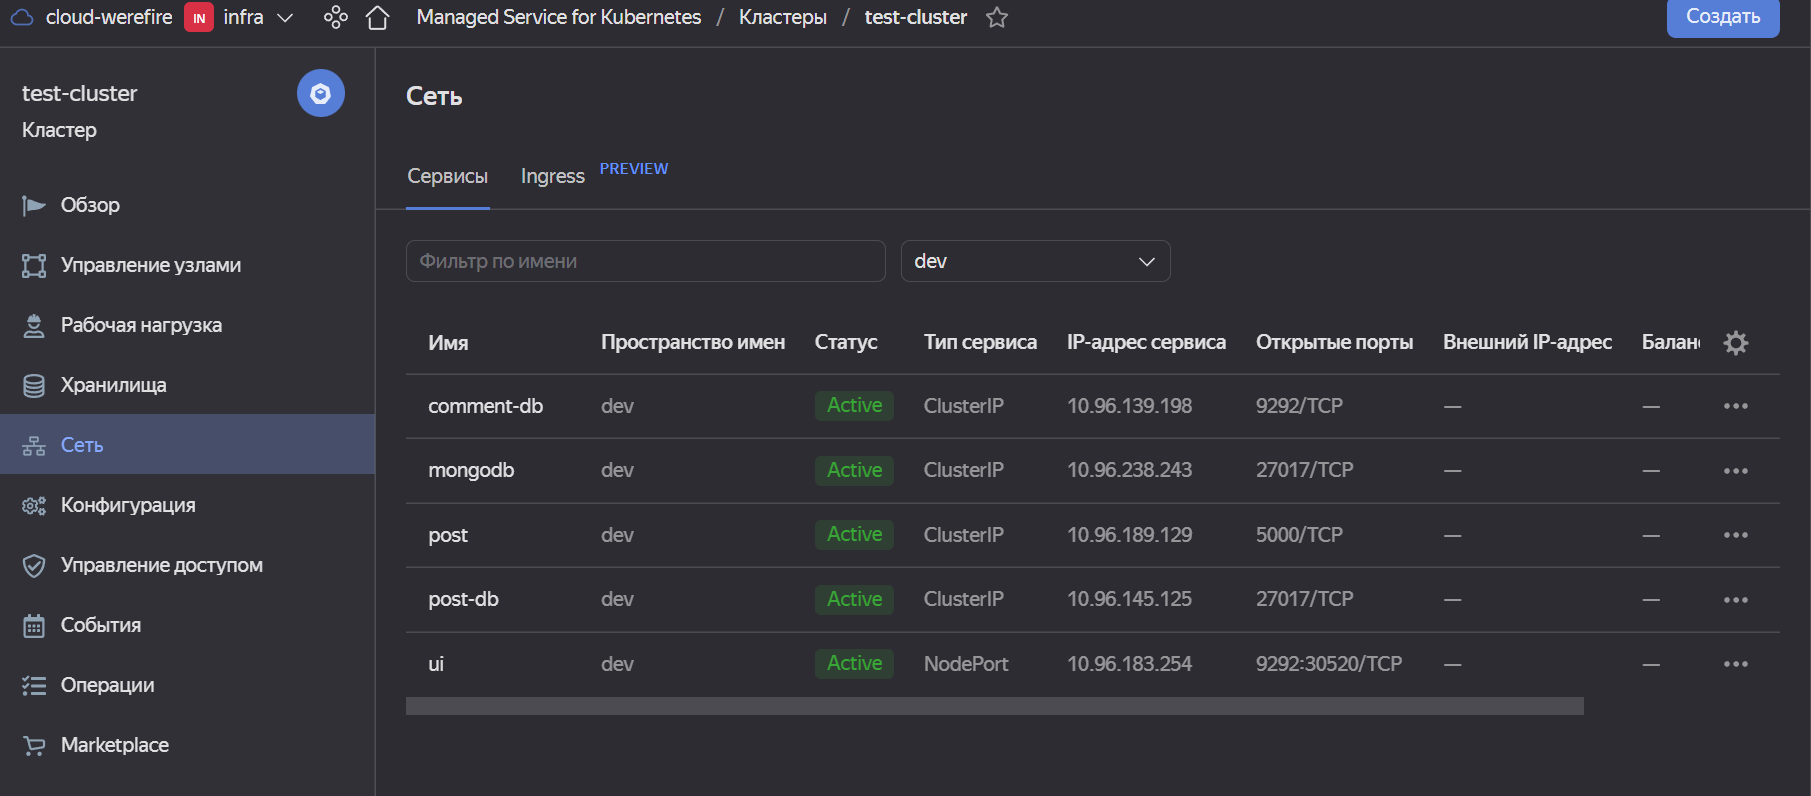 cloud-werefire IN infra Managed Service for Kubernetes / Кластеры / test-cluster Создать
test-cluster
Кластер
Обзор
Управление узлами
Рабочая нагрузка
Хранилища
Сеть
Конфигурация
Управление доступом
События
Операции
Marketplace
Сеть
Сервисы Ingress PREVIEW
Фильтр по имени dev
Имя Пространство имен Статус Тип сервиса IP-адрес сервиса Открытые порты Внешний IP-адрес Балан
comment-db dev Active ClusterIP 10.96.139.198 9292/TCP — —
mongodb dev Active ClusterIP 10.96.238.243 27017/TCP — —
post dev Active ClusterIP 10.96.189.129 5000/TCP — —
post-db dev Active ClusterIP 10.96.145.125 27017/TCP — —
ui dev Active NodePort 10.96.183.254 9292:30520/TCP — —